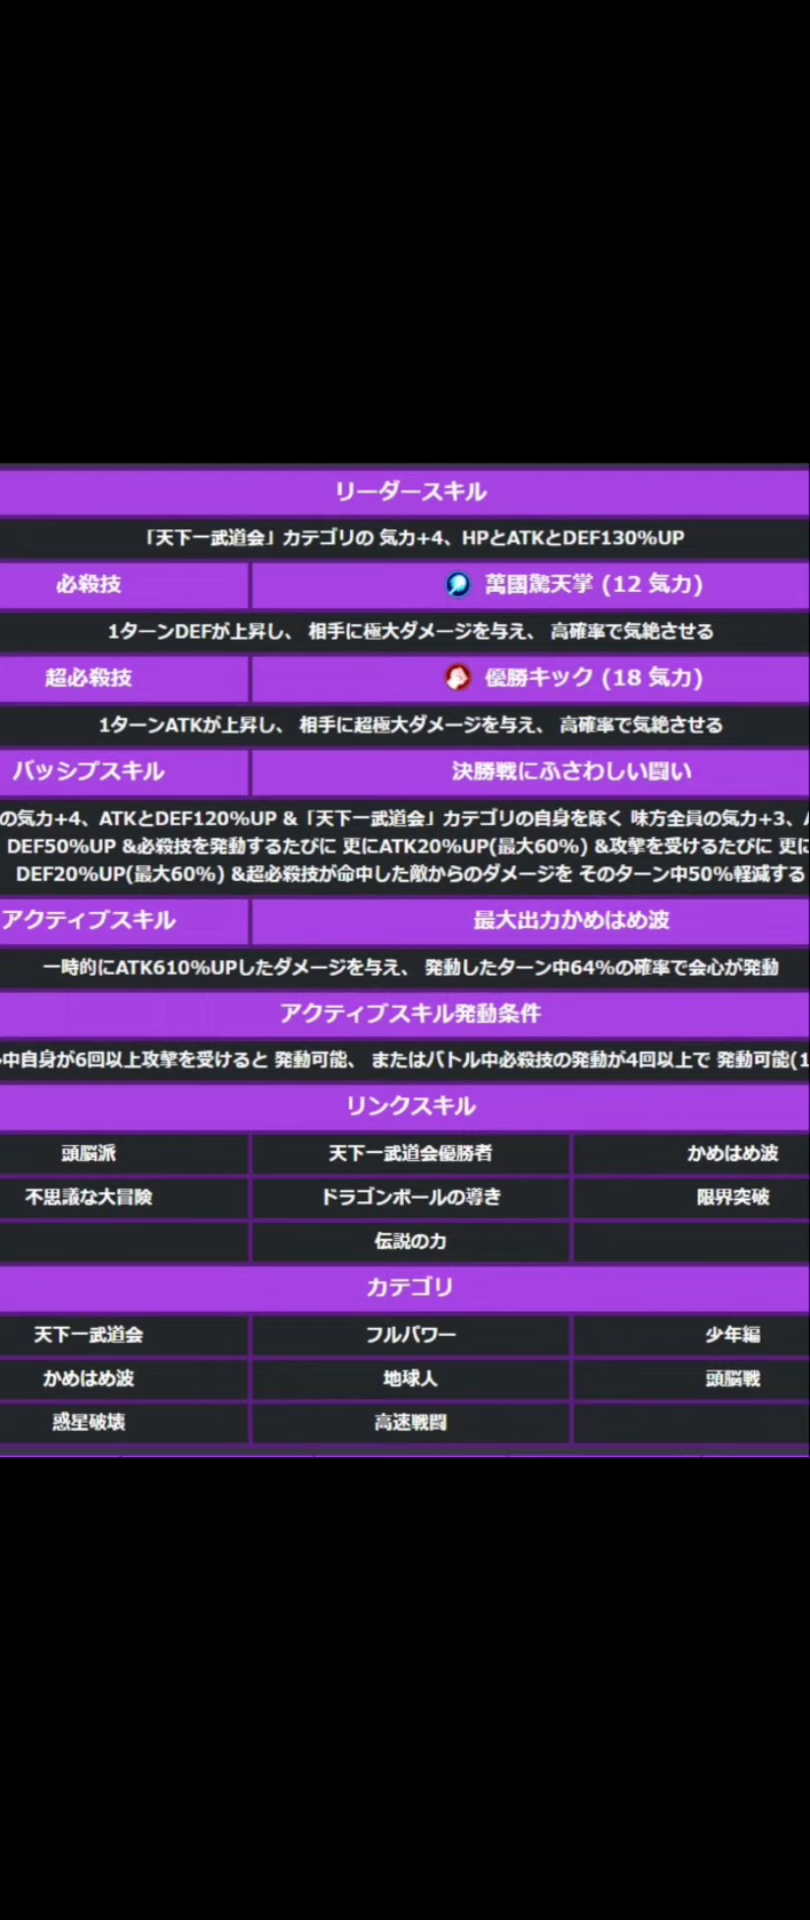 リーダースキル
「天下一武道会」カテゴリの 気力+4、HPとATKとDEF130%UP
必殺技 萬國驚天掌 (12 気力)
1ターンDEFが上昇し、 相手に極大ダメージを与え、 高確率で気絶させる
超必殺技 優勝キック (18 気力)
1ターンATKが上昇し、 相手に超極大ダメージを与え、 高確率で気絶させる
パッシブスキル 決勝戦にふさわしい闘い
の気力+4、ATKとDEF120%UP &「天下一武道会」カテゴリの自身を除く 味方全員の気力+3、
DEF50%UP &必殺技を発動するたびに 更にATK20%UP(最大60%) &攻撃を受けるたびに 更に
DEF20%UP(最大60%) &超必殺技が命中した敵からのダメージを そのターン中50%軽減する
アクティブスキル 最大出力かめはめ波
一時的にATK610%UPしたダメージを与え、 発動したターン中64%の確率で会心が発動
アクティブスキル発動条件
中自身が6回以上攻撃を受けると 発動可能、 またはバトル中必殺技の発動が4回以上で 発動可能(1
リンクスキル
頭脳派 天下一武道会優勝者 かめはめ波
不思議な大冒険 ドラゴンボールの導き 限界突破
伝説の力
カテゴリ
天下一武道会 フルパワー 少年編
かめはめ波 地球人 頭脳戦
惑星破壊 高速戦闘